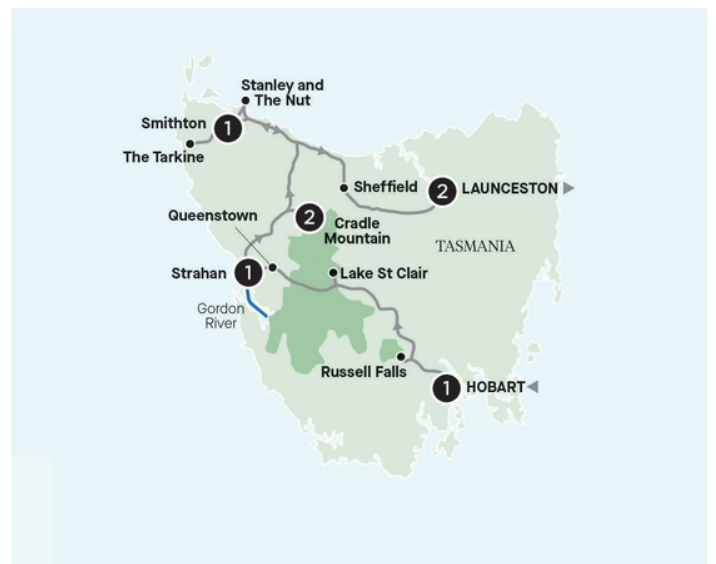 Stanley and
The Nut
Smithton
1
The Tarkine
Sheffield
2
LAUNCESTON
Queenstown
2
Cradle
Mountain
TASMANIA
Strahan
1
Lake St Clair
Gordon
River
Russell Falls
1
HOBART